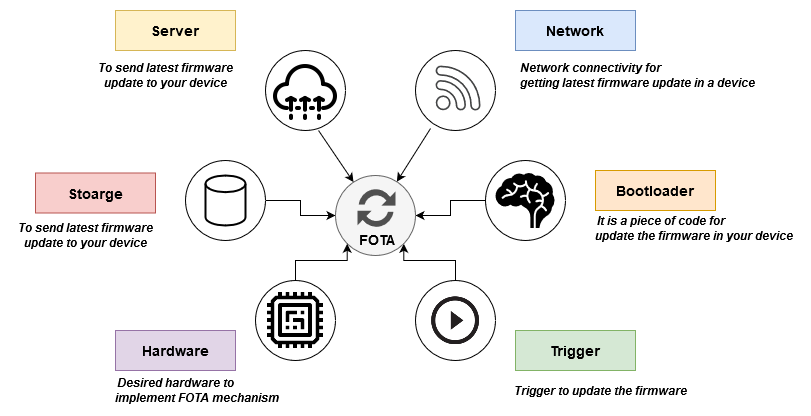 Server
To send latest firmware
update to your device
Network
Network connectivity for
getting latest firmware update in a device
Stoarge
To send latest firmware
update to your device
Bootloader
It is a piece of code for
update the firmware in your device
FOTA
Hardware
Desired hardware to
implement FOTA mechanism
Trigger
Trigger to update the firmware